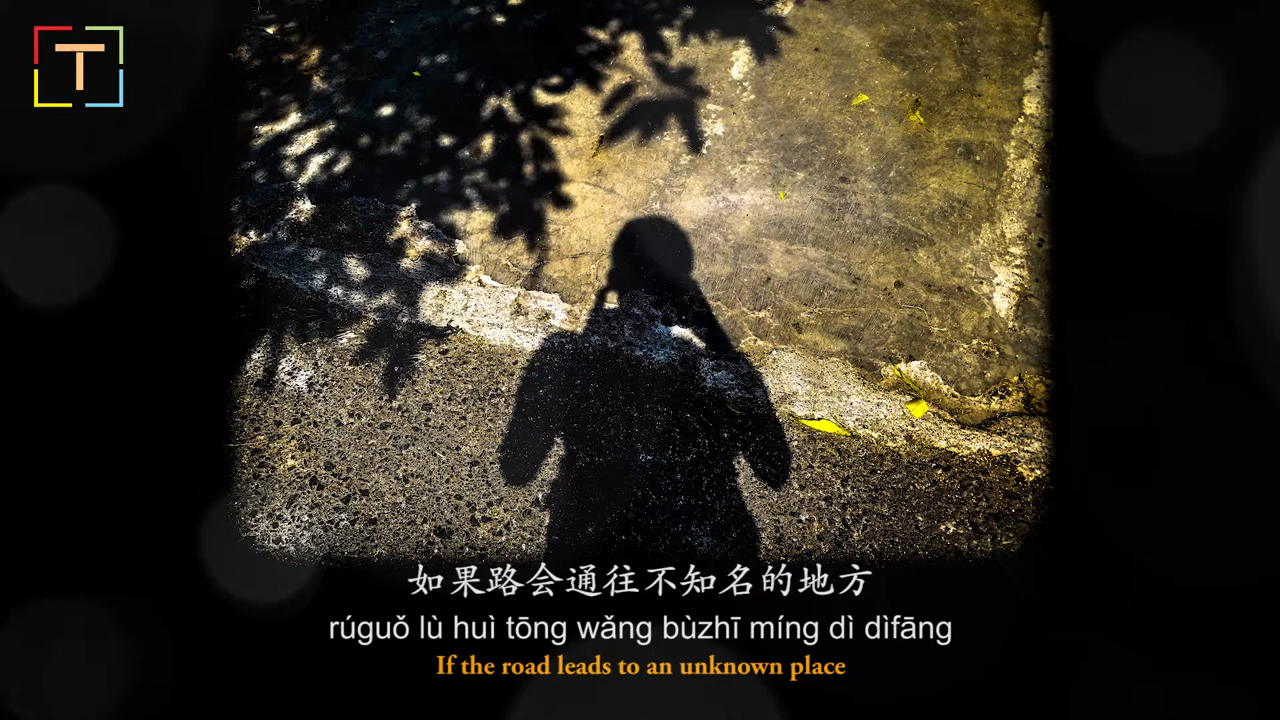 T
如果路会通往不知名的地方
rúguǒ lù huì tōng wǎng bùzhī míng dì dìfāng
If the road leads to an unknown place